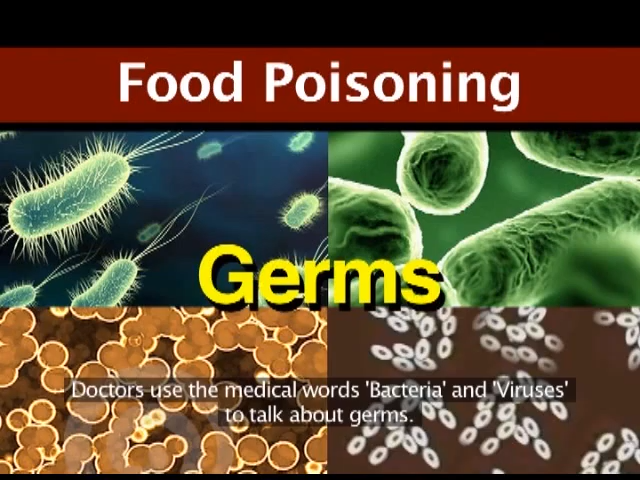 Food Poisoning
Germs
Doctors use the medical words 'Bacteria' and 'Viruses'
to talk about germs.